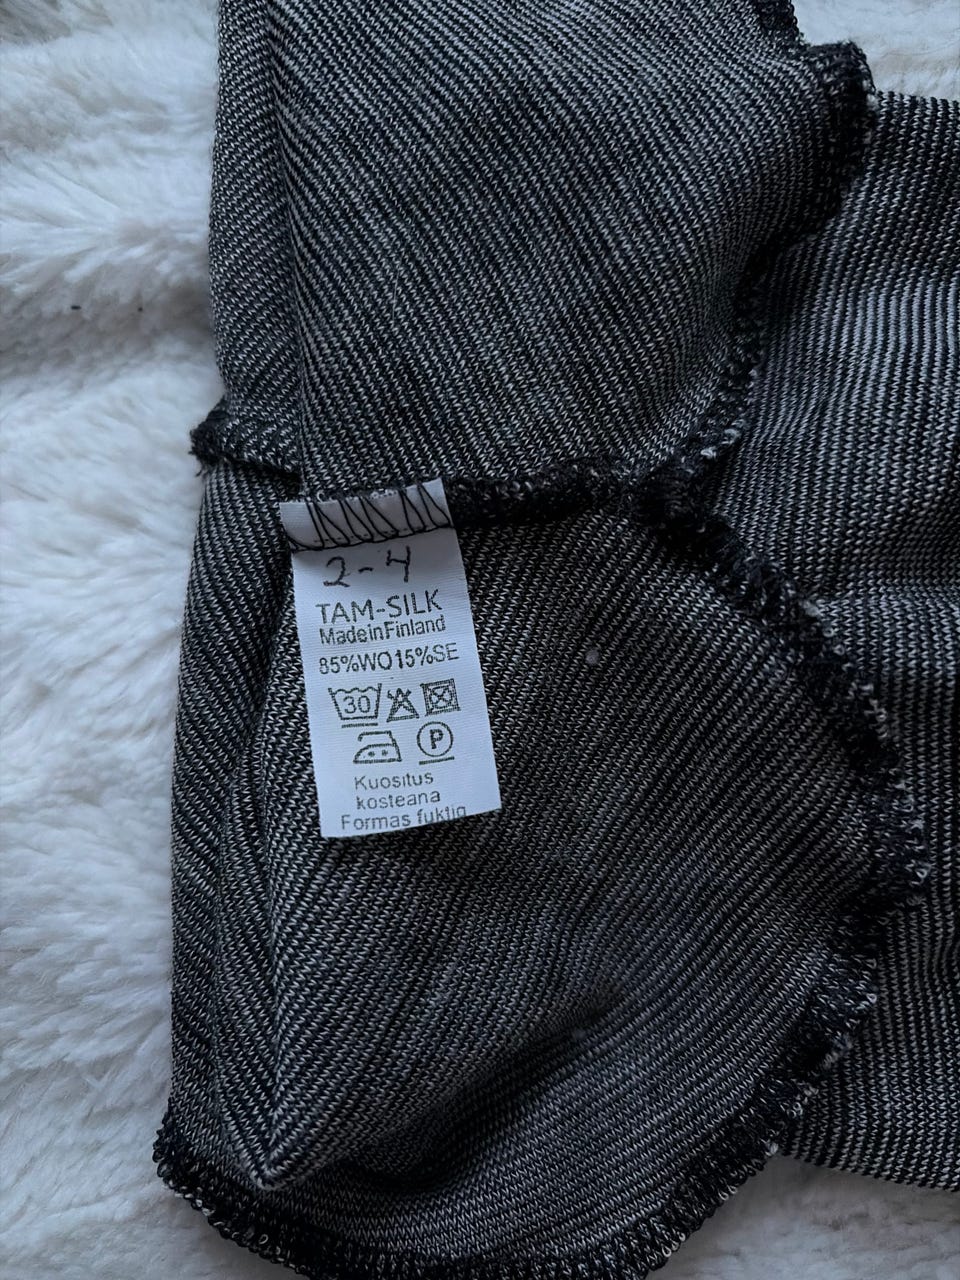 2-4
TAM-SILK
MadeinFinland
85%WO15%SE
30
P
Kuositus
kosteana
Formas fuktig